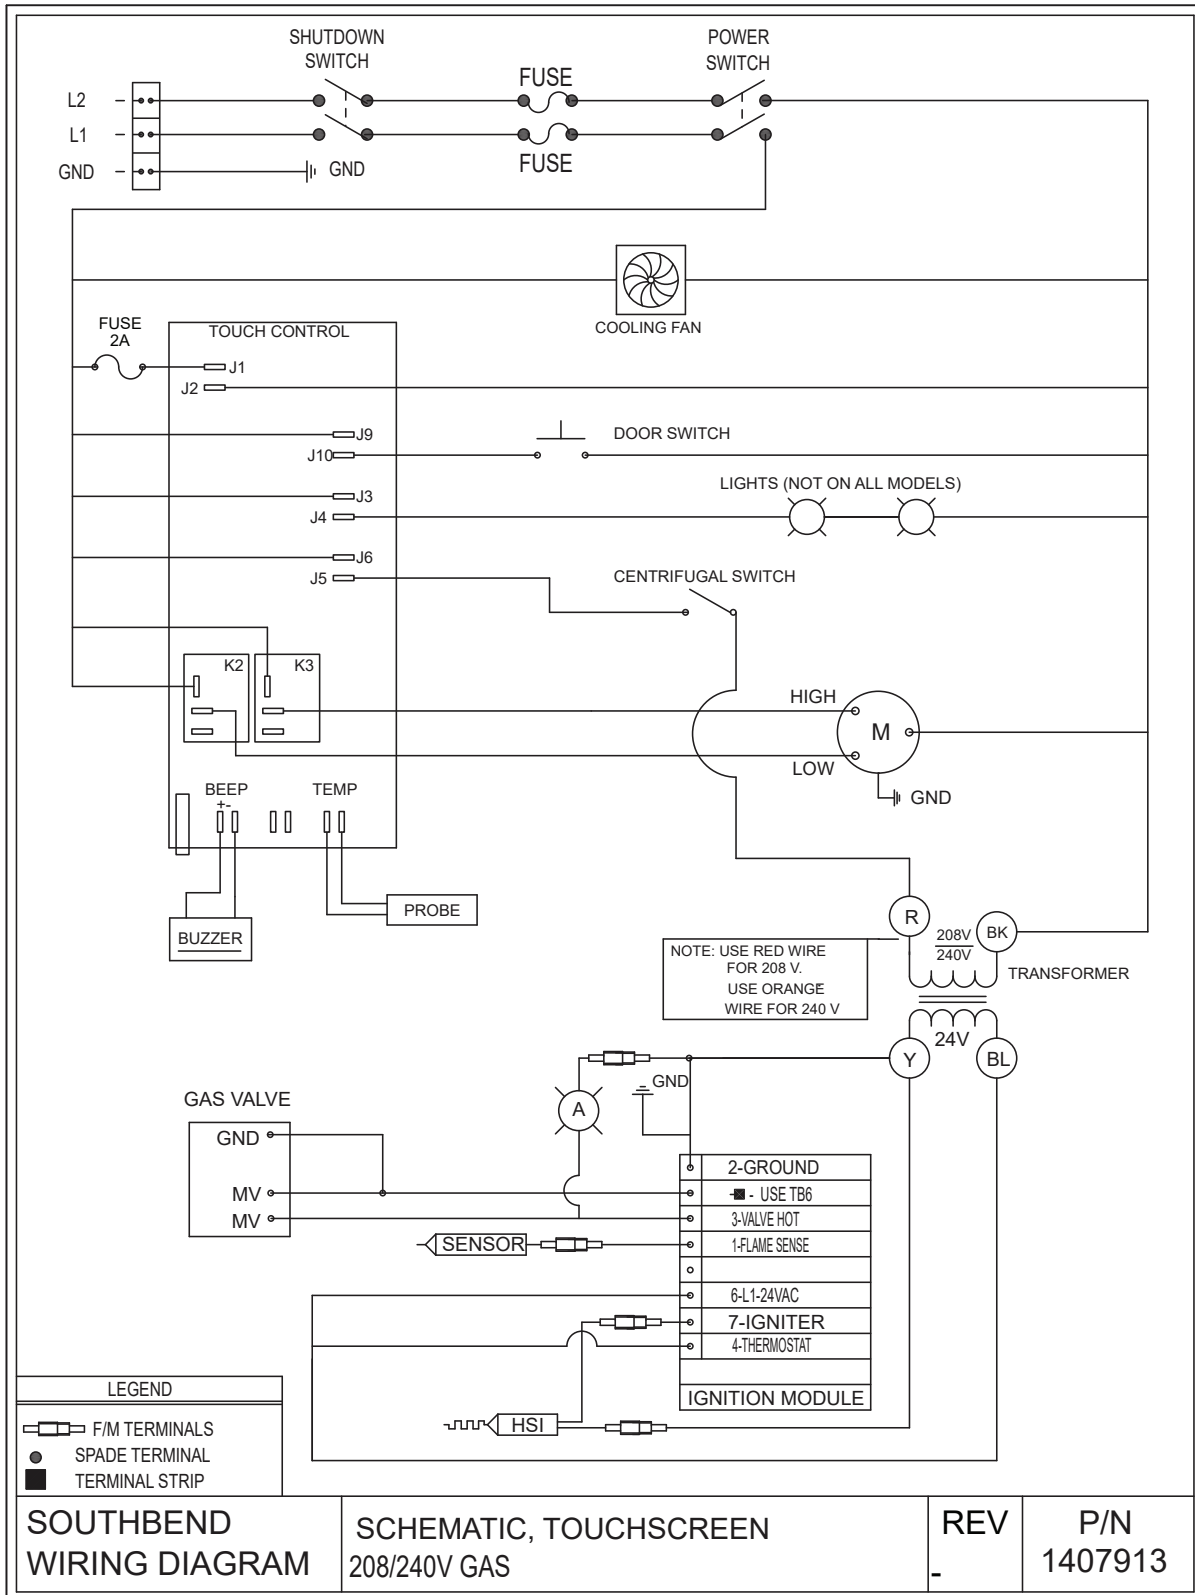 SHUTDOWN
SWITCH
POWER
SWITCH
FUSE
L2
L1
FUSE
GND
GND
COOLING FAN
FUSE
2A
TOUCH CONTROL
J1
J2
J9
DOOR SWITCH
J10
LIGHTS (NOT ON ALL MODELS)
J3
J4
J6
J5
CENTRIFUGAL SWITCH
K2
K3
HIGH
M
LOW
GND
BEEP
+-
TEMP
PROBE
BUZZER
R
208V
240V
BK
TRANSFORMER
NOTE: USE RED WIRE
FOR 208 V.
USE ORANGE
WIRE FOR 240 V
24V
Y
BL
GND
A
GAS VALVE
GND
MV
MV
2-GROUND
- USE TB6
3-VALVE HOT
1-FLAME SENSE
SENSOR
6-L1-24VAC
7-IGNITER
4-THERMOSTAT
IGNITION MODULE
HSI
LEGEND
F/M TERMINALS
SPADE TERMINAL
TERMINAL STRIP
SOUTHBEND
WIRING DIAGRAM
SCHEMATIC, TOUCHSCREEN
208/240V GAS
REV
-
P/N
1407913